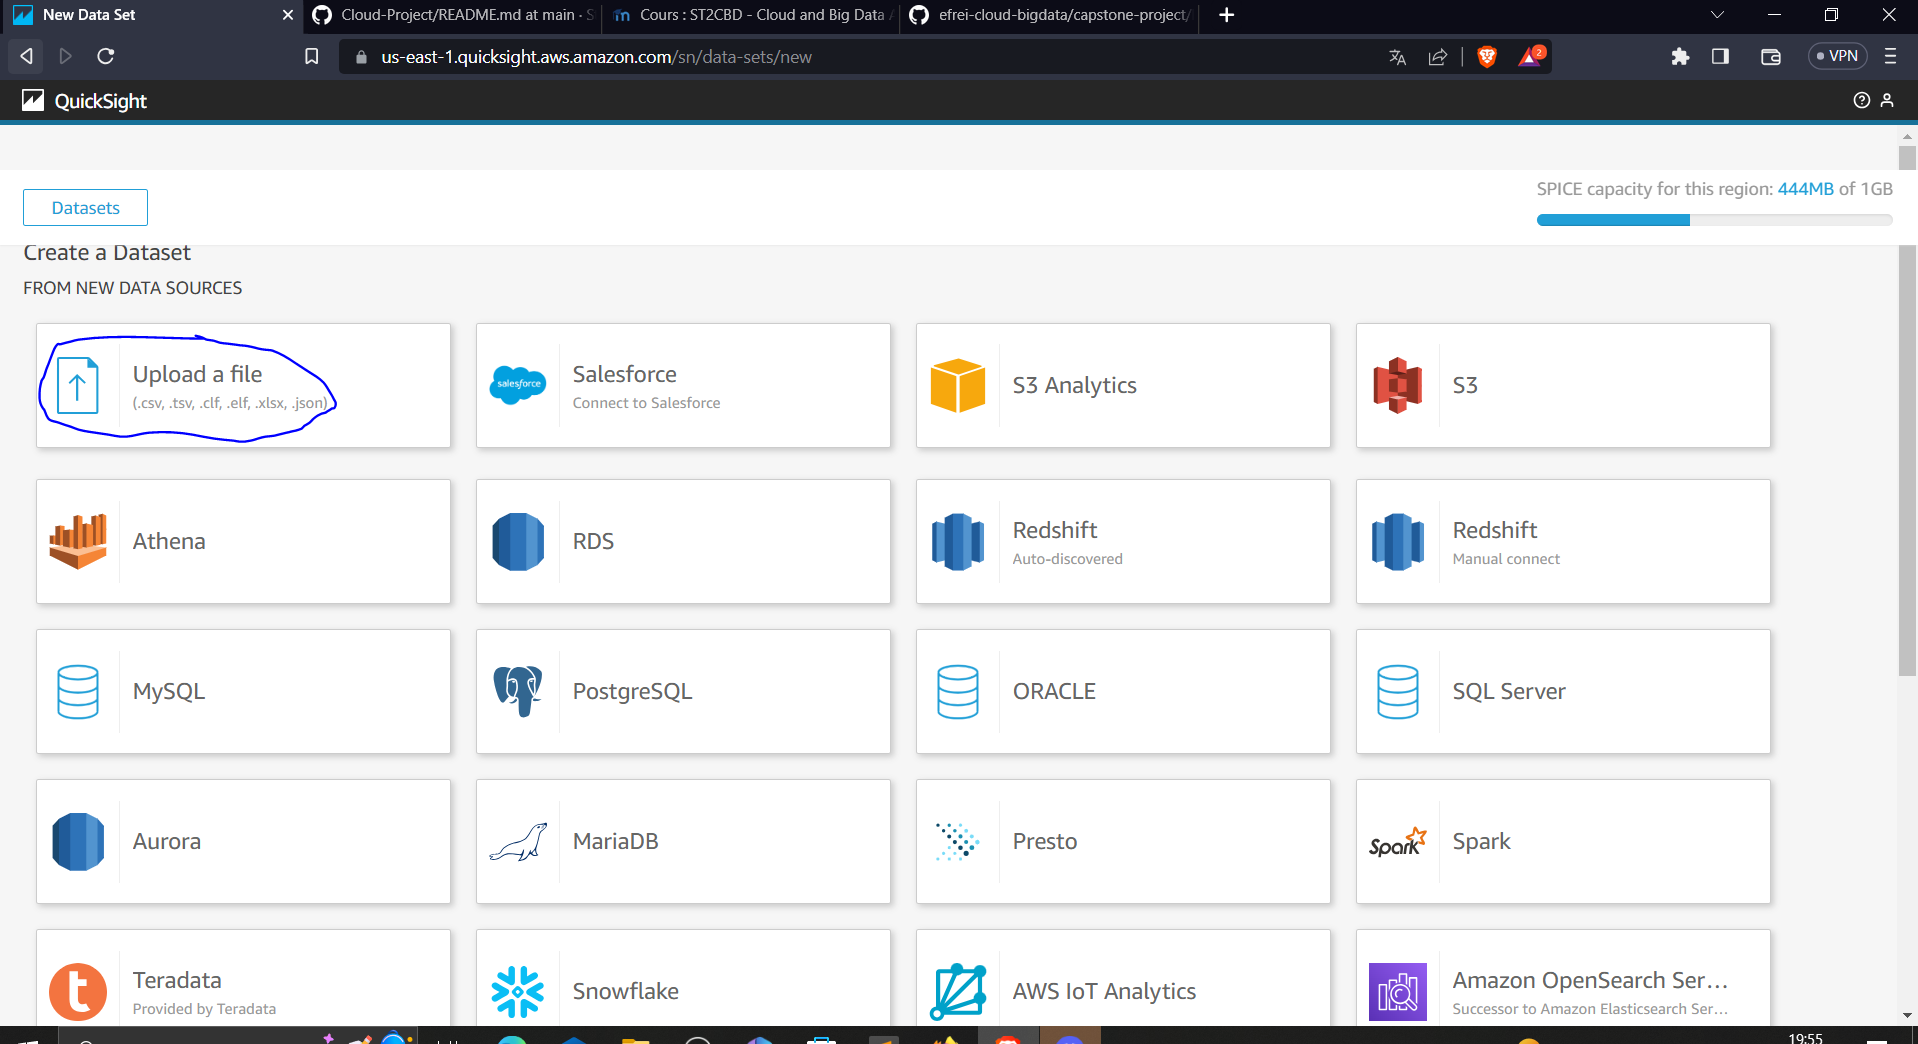 New Data Set
Cloud-Project/README.md at main · S
Cours : ST2CBD - Cloud and Big Data A
efrei-cloud-bigdata/capstone-project/
us-east-1.quicksight.aws.amazon.com/sn/data-sets/new
2
VPN
QuickSight
Datasets
SPICE capacity for this region: 444MB of 1GB
Create a Dataset
FROM NEW DATA SOURCES
Upload a file
(.csv, .tsv, .clf, .elf, .xlsx, .json)
salesforce
Salesforce
Connect to Salesforce
S3 Analytics
S3
Athena
RDS
Redshift
Auto-discovered
Redshift
Manual connect
MySQL
PostgreSQL
ORACLE
SQL Server
Aurora
MariaDB
Presto
Spark
Spark
t
Teradata
Provided by Teradata
Snowflake
AWS IoT Analytics
Amazon OpenSearch Ser...
Successor to Amazon Elasticsearch Ser...
19:55